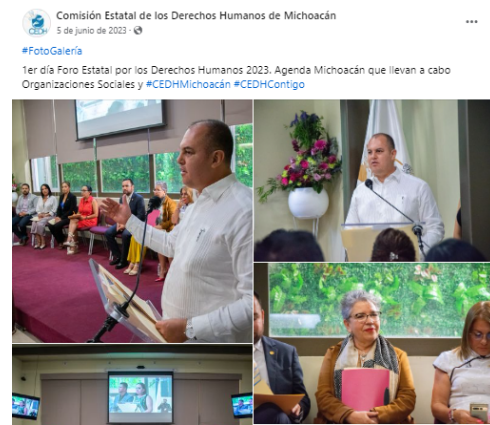 Comisión Estatal de los Derechos Humanos de Michoacán
CEDH
5 de junio de 2023 ·
#FotoGalería
1er día Foro Estatal por los Derechos Humanos 2023, Agenda Michoacán que llevan a cabo
Organizaciones Sociales y #CEDHMichoacán #CEDHContigo